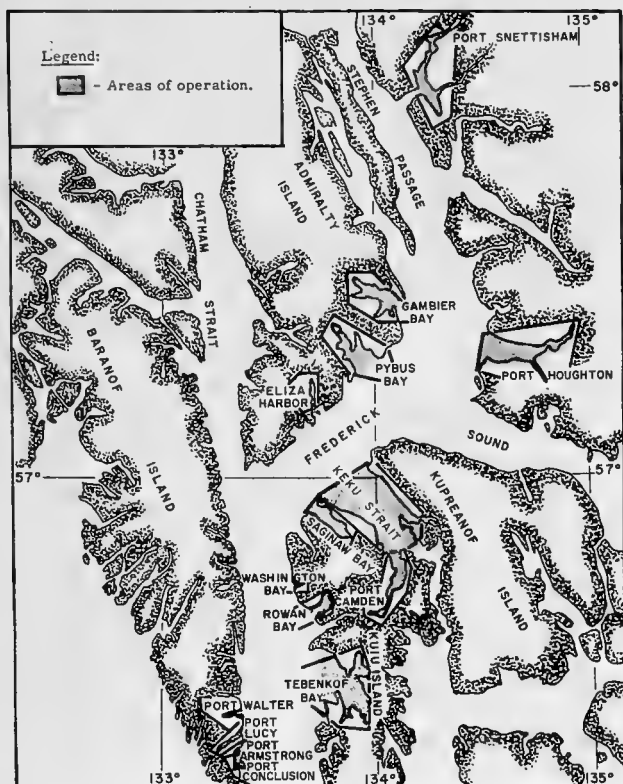 134°
135°
PORT SNETTISHAM
Legend:
- Areas of operation.
58°
STEPHEN
PASSAGE
133°
ADMIRALTY
ISLAND
CHATHAM
STRAIT
GAMBIER
BAY
BARANOF
ISLAND
PYBUS
BAY
PORT HOUGHTON
ELIZA
HARBOR
FREDERICK
SOUND
57°
57°
KEKU STRAIT
KUPREANOF
ISLAND
SAGINAW BAY
WASHINGTON
BAY
PORT
CAMDEN
ROWAN
BAY
KUIU ISLAND
TEBENKOF
BAY
PORT WALTER
PORT
LUCY
PORT
ARMSTRONG
PORT
CONCLUSION
133°
134°
135°